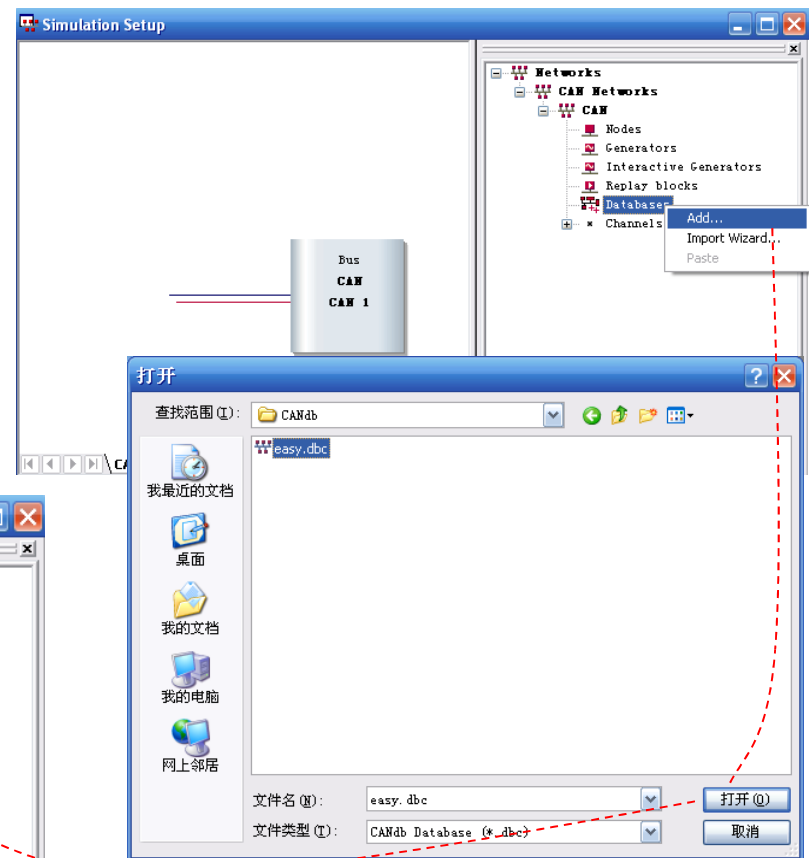 Simulation Setup
Networks
CAN Networks
CAN
Nodes
Generators
Interactive Generators
Replay blocks
Databases
Channels
Add...
Import Wizard...
Paste
Bus
CAN
CAN 1
打开
查找范围(I):
CANdb
easy.dbc
我最近的文档
桌面
我的文档
我的电脑
网上邻居
文件名(N):
easy.dbc
打开(O)
文件类型(T):
CANdb Database (*.dbc)
取消